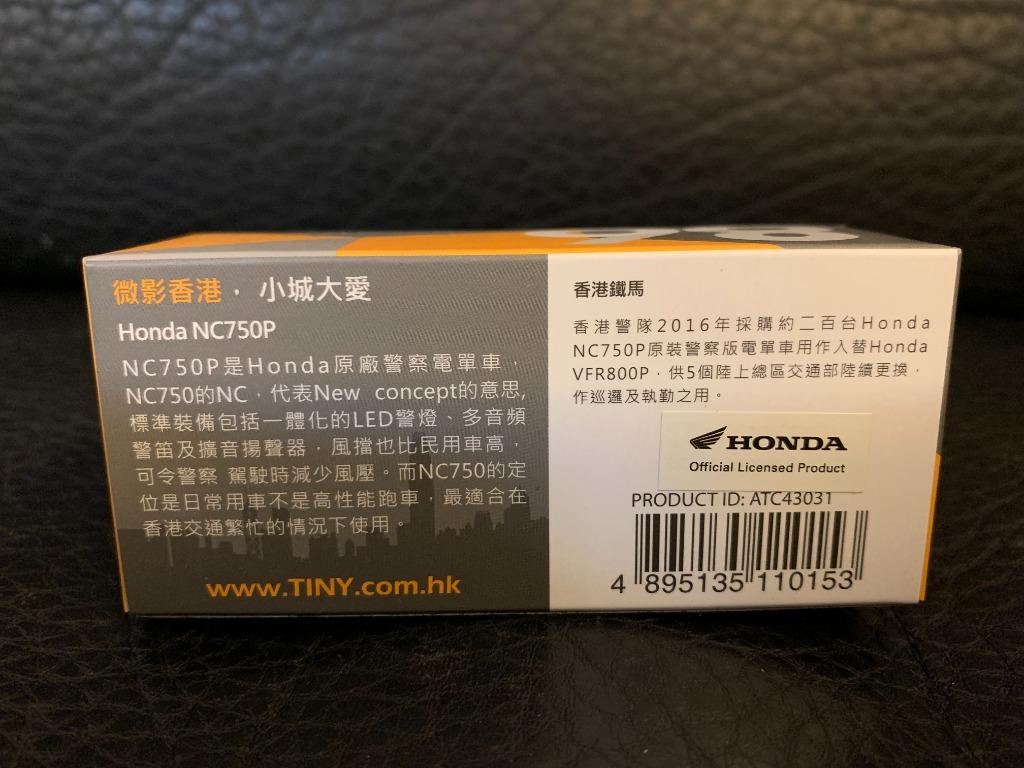 98
微影香港．小城大愛
Honda NC750P
NC750P是Honda原廠警察電單車，
NC750的NC，代表New concept的意思，
標準裝備包括一體化的LED警燈、多音頻
警笛及擴音揚聲器，風擋也比民用車高，
可令警察 駕駛時減少風壓。而NC750的定
位是日常用車不是高性能跑車，最適合在
香港交通繁忙的情況下使用。
www.TINY.com.hk
香港鐵馬
香港警隊2016年採購約二百台Honda
NC750P原裝警察版電單車用作入替Honda
VFR800P，供5個陸上總區交通部陸續更換，
作巡邏及執勤之用。
HONDA
Official Licensed Product
PRODUCT ID: ATC43031
4 895135 110153